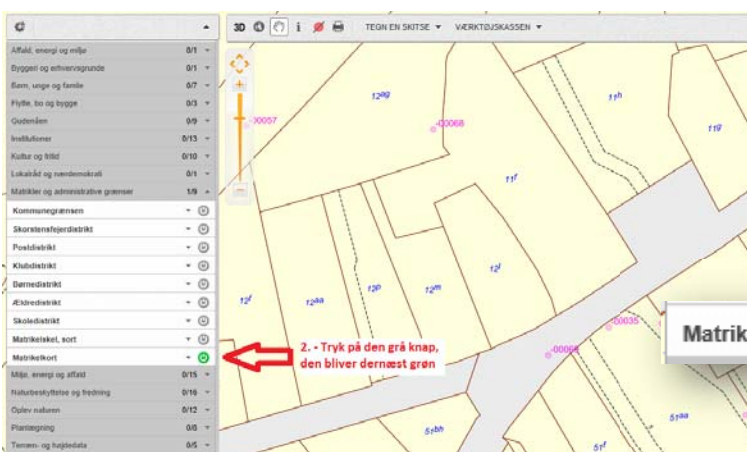 3D i TEGN EN SKITSE VÆRKTØJSKASSEN
Affald, energi og miljø 0/1
Byggeri og erhvervsgrunde 0/1
Børn, unge og familie 0/7
Flytte, bo og bygge 0/3
Gudenåen 0/9
Institutioner 0/13
Kultur og fritid 0/10
Lokalråd og nærdemokrati 0/1
Matrikler og administrative grænser 1/9
Kommunegrænsen
Skorstensfejerdistrikt
Postdistrikt
Klubdistrikt
Børnedistrikt
Ældredistrikt
Skoledistrikt
Matrikelskel, sort
Matrikelkort
Miljø, energi og affald 0/15
Naturbeskyttelse og fredning 0/16
Oplev naturen 0/12
Planlægning 0/8
Terræn- og højdedata 0/5
12ag
11h
-00057
-00068
11g
11f
12l
12f
12aa
12p
12m
-00035
Matrik
2. - Tryk på den grå knap,
den bliver dernæst grøn
51aa
51bh
51f